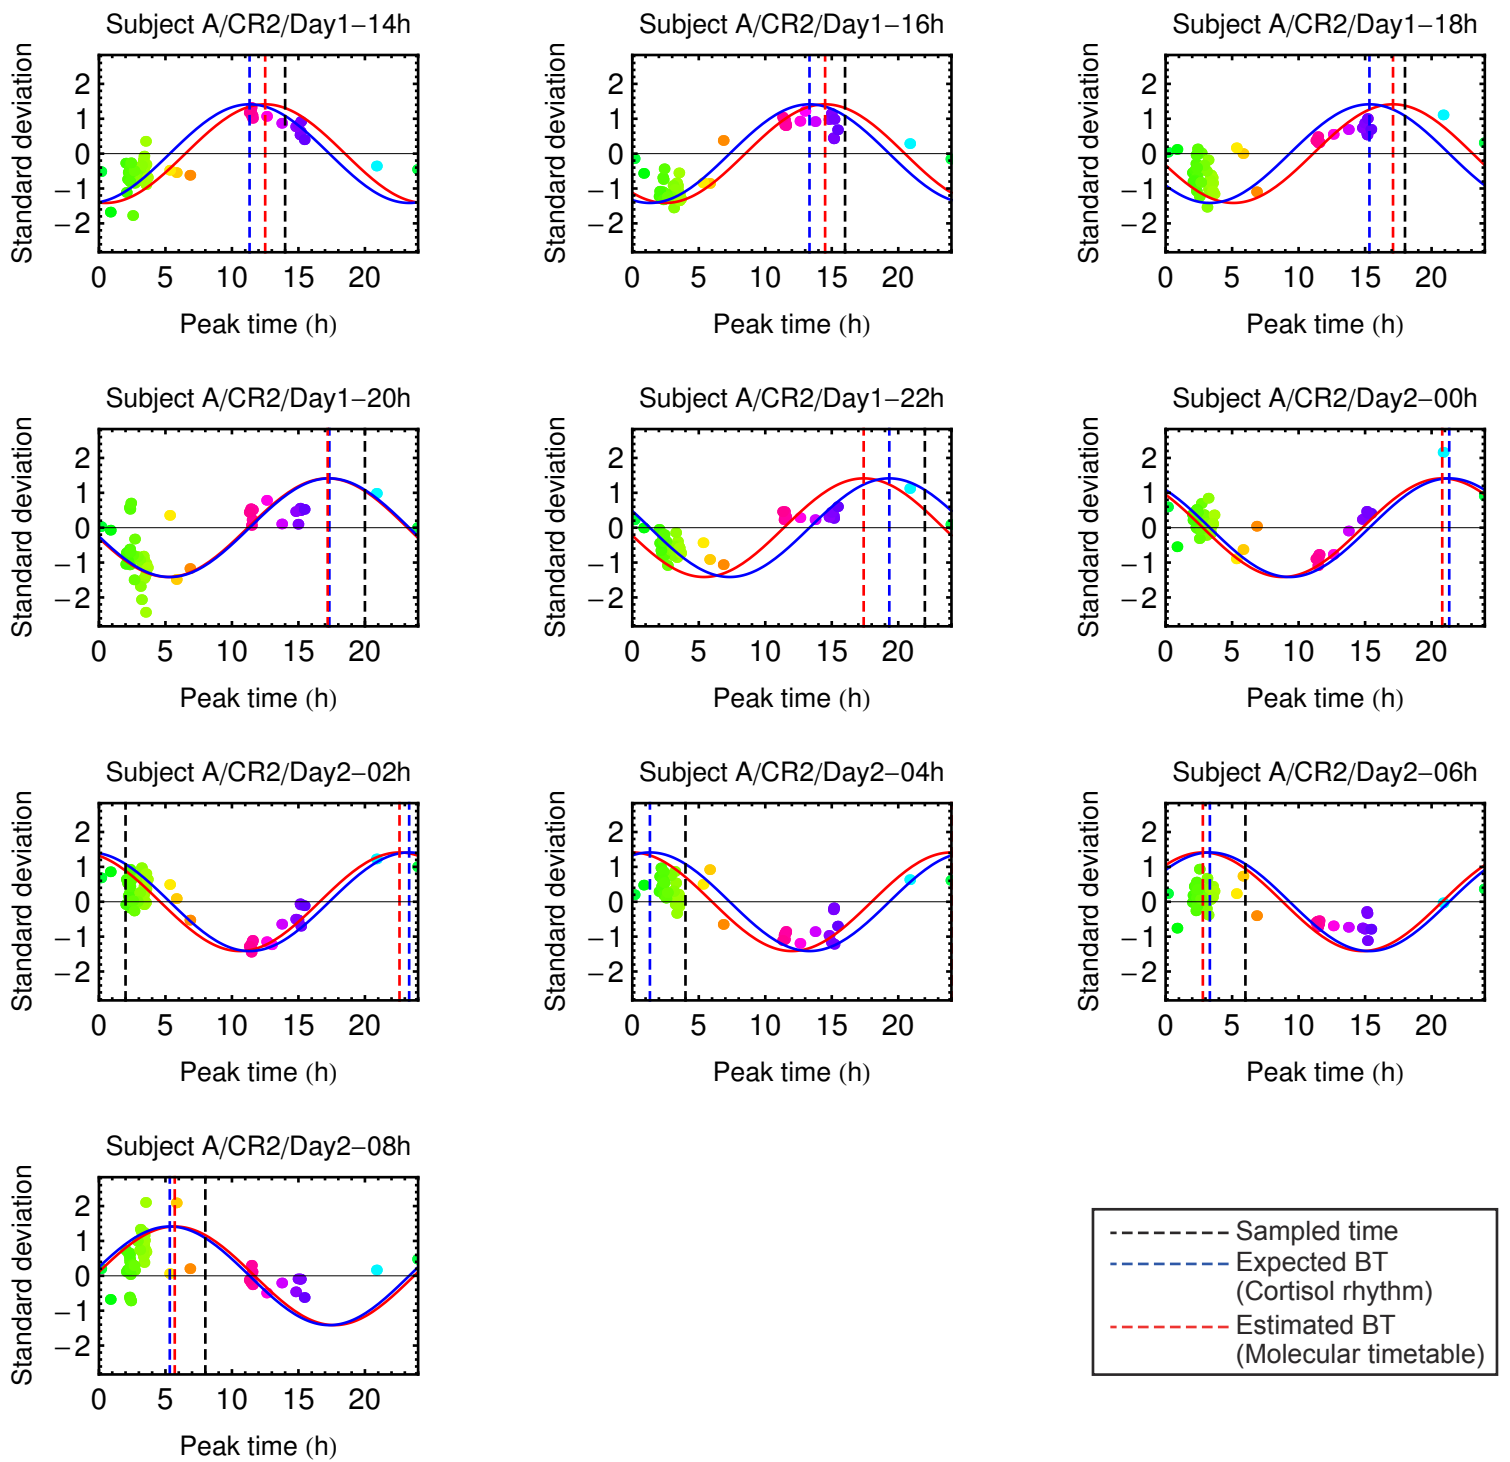 Subject A/CR2/Day1−14h
Standard deviation
2
1
0
−1
−2
0 5 10 15 20
Peak time (h)
Subject A/CR2/Day1−16h
Standard deviation
2
1
0
−1
−2
0 5 10 15 20
Peak time (h)
Subject A/CR2/Day1−18h
Standard deviation
2
1
0
−1
−2
0 5 10 15 20
Peak time (h)
Subject A/CR2/Day1−20h
Standard deviation
2
1
0
−1
−2
0 5 10 15 20
Peak time (h)
Subject A/CR2/Day1−22h
Standard deviation
2
1
0
−1
−2
0 5 10 15 20
Peak time (h)
Subject A/CR2/Day2−00h
Standard deviation
2
1
0
−1
−2
0 5 10 15 20
Peak time (h)
Subject A/CR2/Day2−02h
Standard deviation
2
1
0
−1
−2
0 5 10 15 20
Peak time (h)
Subject A/CR2/Day2−04h
Standard deviation
2
1
0
−1
−2
0 5 10 15 20
Peak time (h)
Subject A/CR2/Day2−06h
Standard deviation
2
1
0
−1
−2
0 5 10 15 20
Peak time (h)
Subject A/CR2/Day2−08h
Standard deviation
2
1
0
−1
−2
0 5 10 15 20
Peak time (h)
Sampled time
Expected BT
(Cortisol rhythm)
Estimated BT
(Molecular timetable)